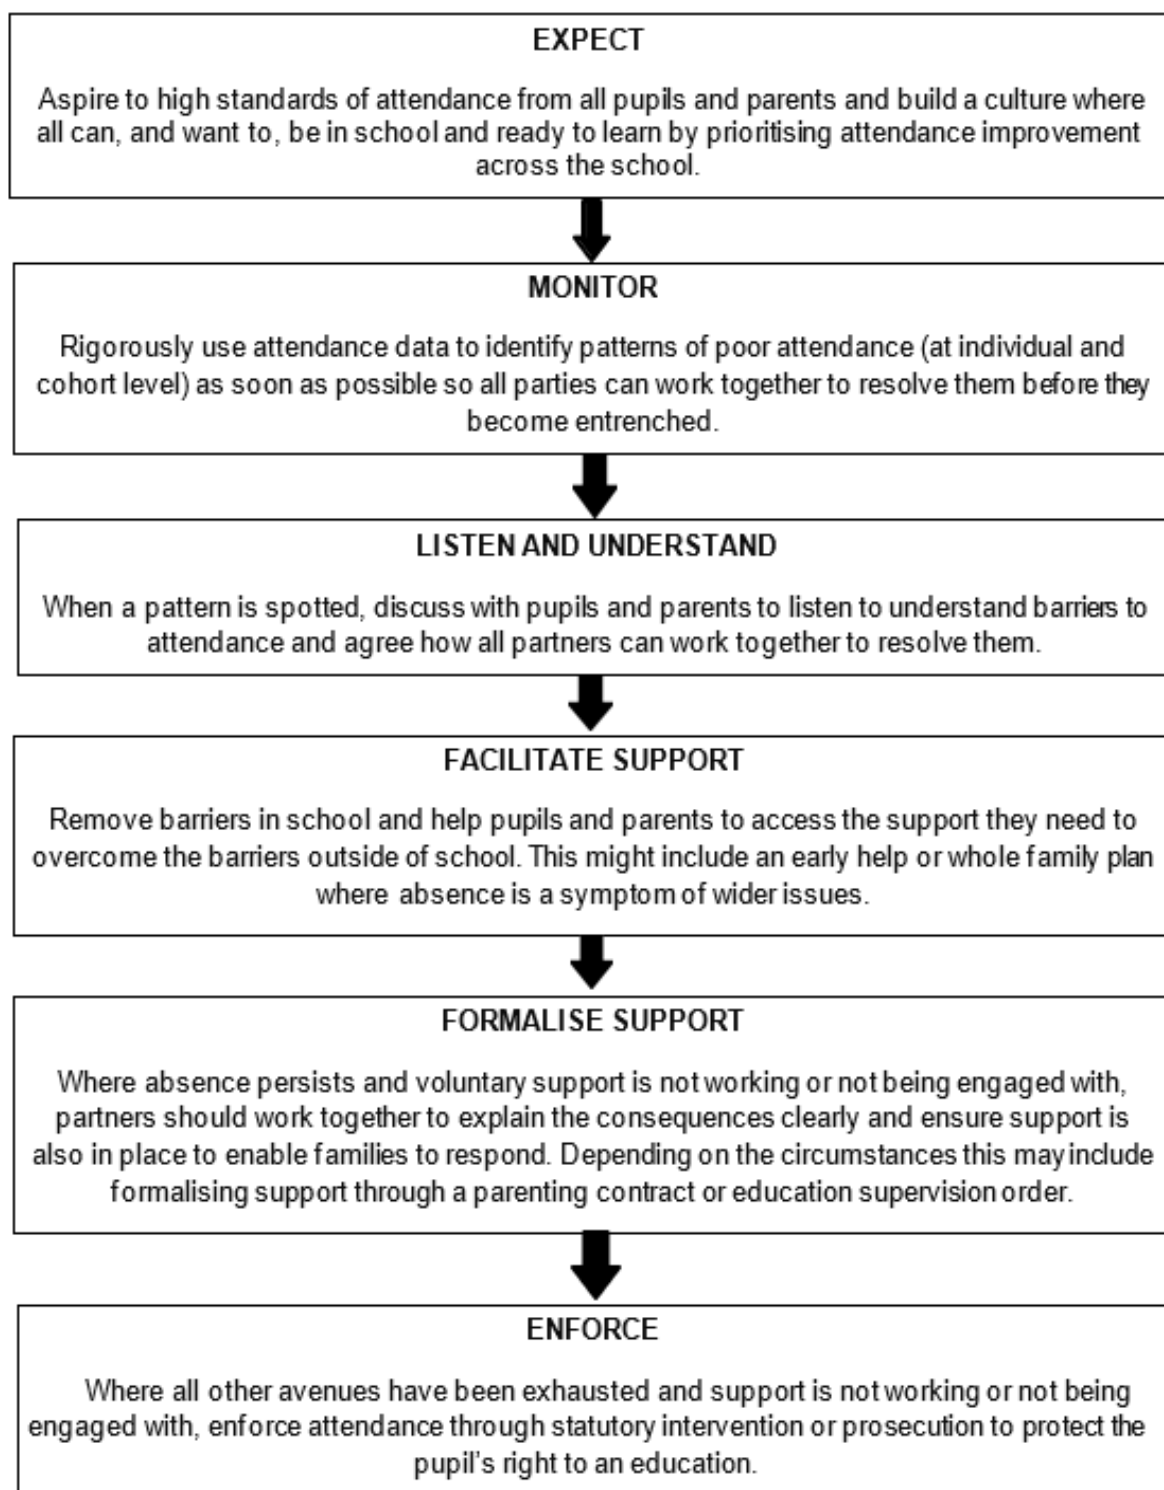 EXPECT
Aspire to high standards of attendance from all pupils and parents and build a culture where
all can, and want to, be in school and ready to learn by prioritising attendance improvement
across the school.
MONITOR
Rigorously use attendance data to identify patterns of poor attendance (at individual and
cohort level) as soon as possible so all parties can work together to resolve them before they
become entrenched.
LISTEN AND UNDERSTAND
When a pattern is spotted, discuss with pupils and parents to listen to understand barriers to
attendance and agree how all partners can work together to resolve them.
FACILITATE SUPPORT
Remove barriers in school and help pupils and parents to access the support they need to
overcome the barriers outside of school. This might include an early help or whole family plan
where absence is a symptom of wider issues.
FORMALISE SUPPORT
Where absence persists and voluntary support is not working or not being engaged with,
partners should work together to explain the consequences clearly and ensure support is
also in place to enable families to respond. Depending on the circumstances this may include
formalising support through a parenting contract or education supervision order.
ENFORCE
Where all other avenues have been exhausted and support is not working or not being
engaged with, enforce attendance through statutory intervention or prosecution to protect the
pupil's right to an education.